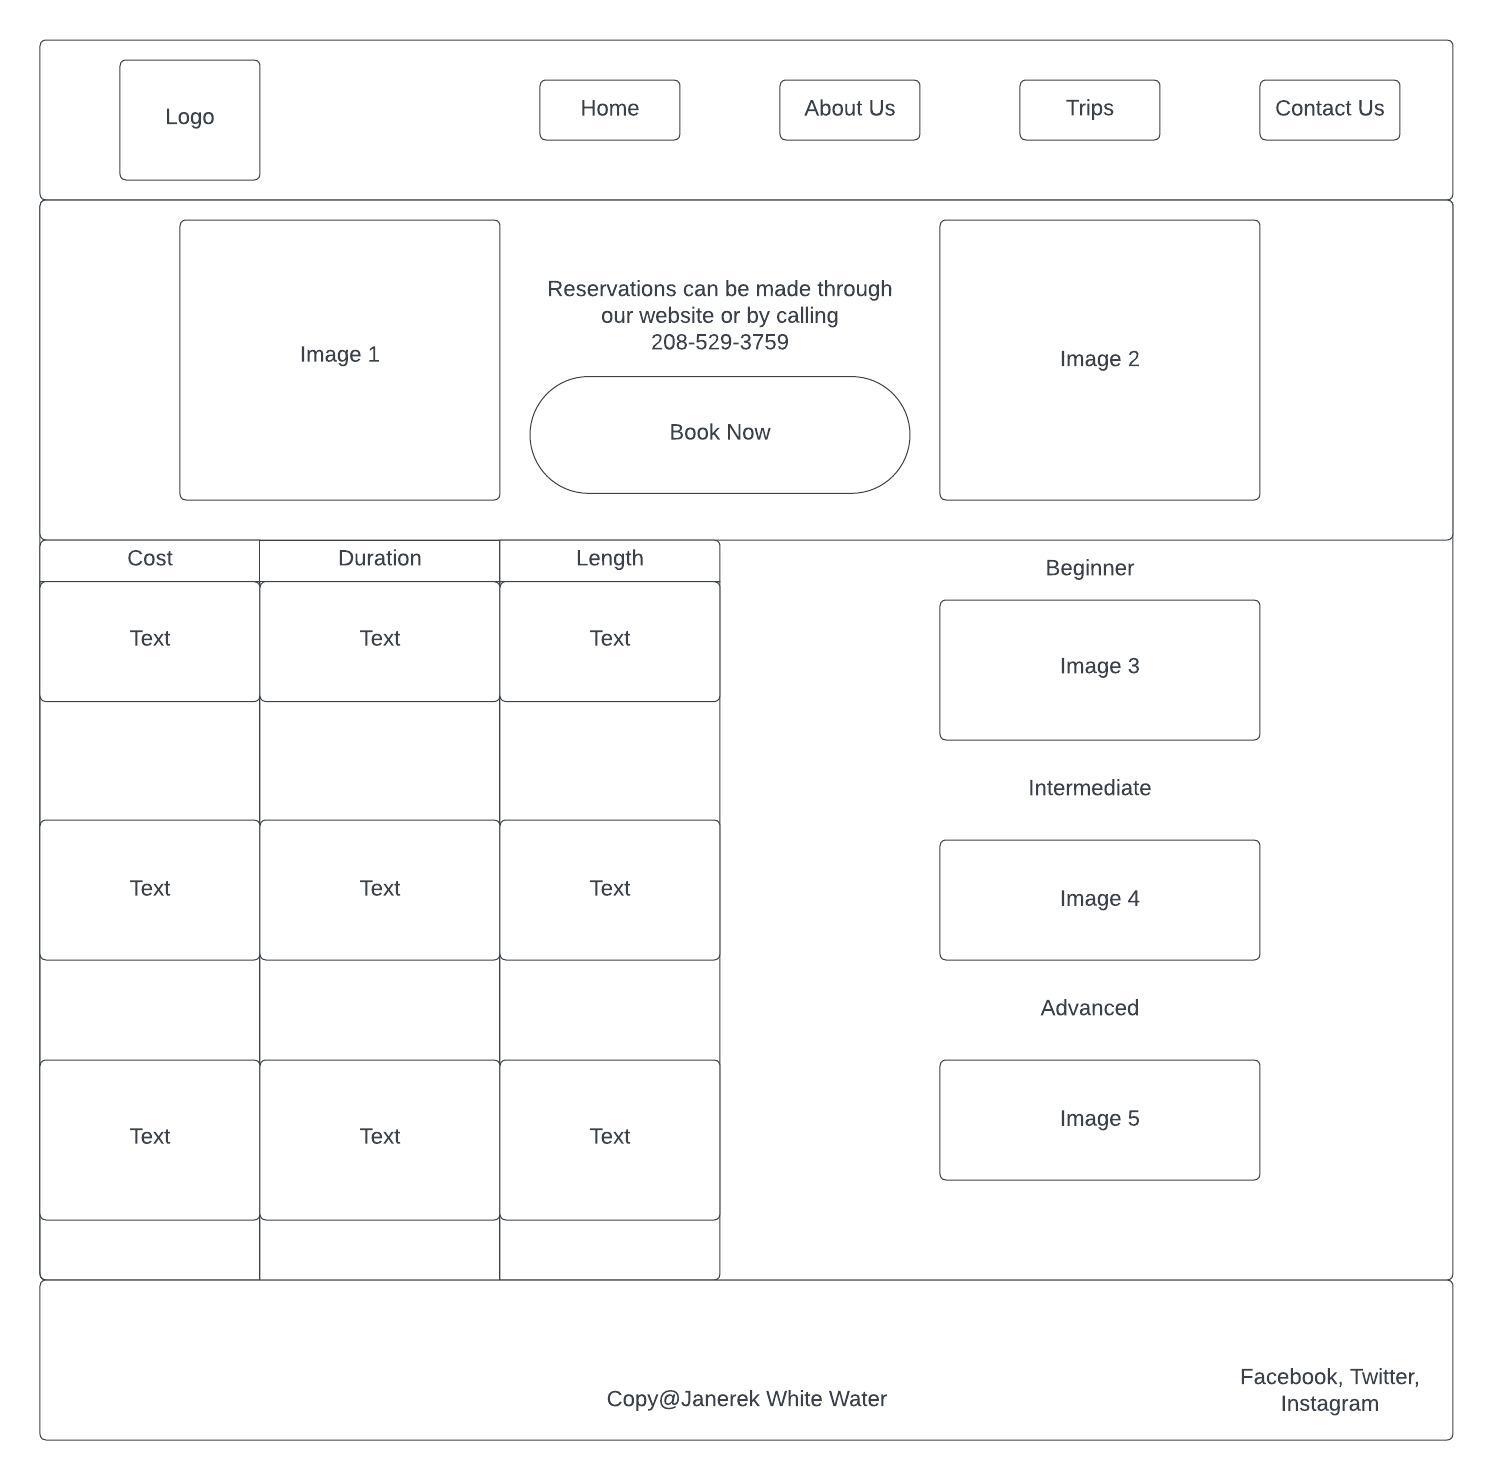 Logo
Home
About Us
Trips
Contact Us
Image 1
Reservations can be made through
our website or by calling
208-529-3759
Book Now
Image 2
Cost
Duration
Length
Text
Text
Text
Text
Text
Text
Text
Text
Text
Beginner
Image 3
Intermediate
Image 4
Advanced
Image 5
Copy@Janerek White Water
Facebook, Twitter,
Instagram